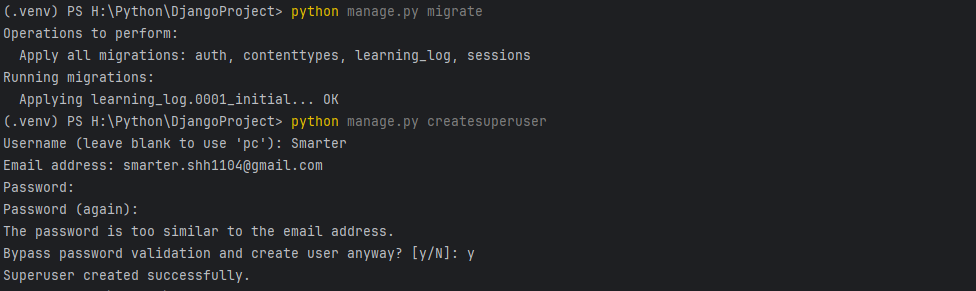 (.venv) PS H:\Python\DjangoProject> python manage.py migrate
Operations to perform:
  Apply all migrations: auth, contenttypes, learning_log, sessions
Running migrations:
  Applying learning_log.0001_initial... OK
(.venv) PS H:\Python\DjangoProject> python manage.py createsuperuser
Username (leave blank to use 'pc'): Smarter
Email address: smarter.shh1104@gmail.com
Password:
Password (again):
The password is too similar to the email address.
Bypass password validation and create user anyway? [y/N]: y
Superuser created successfully.